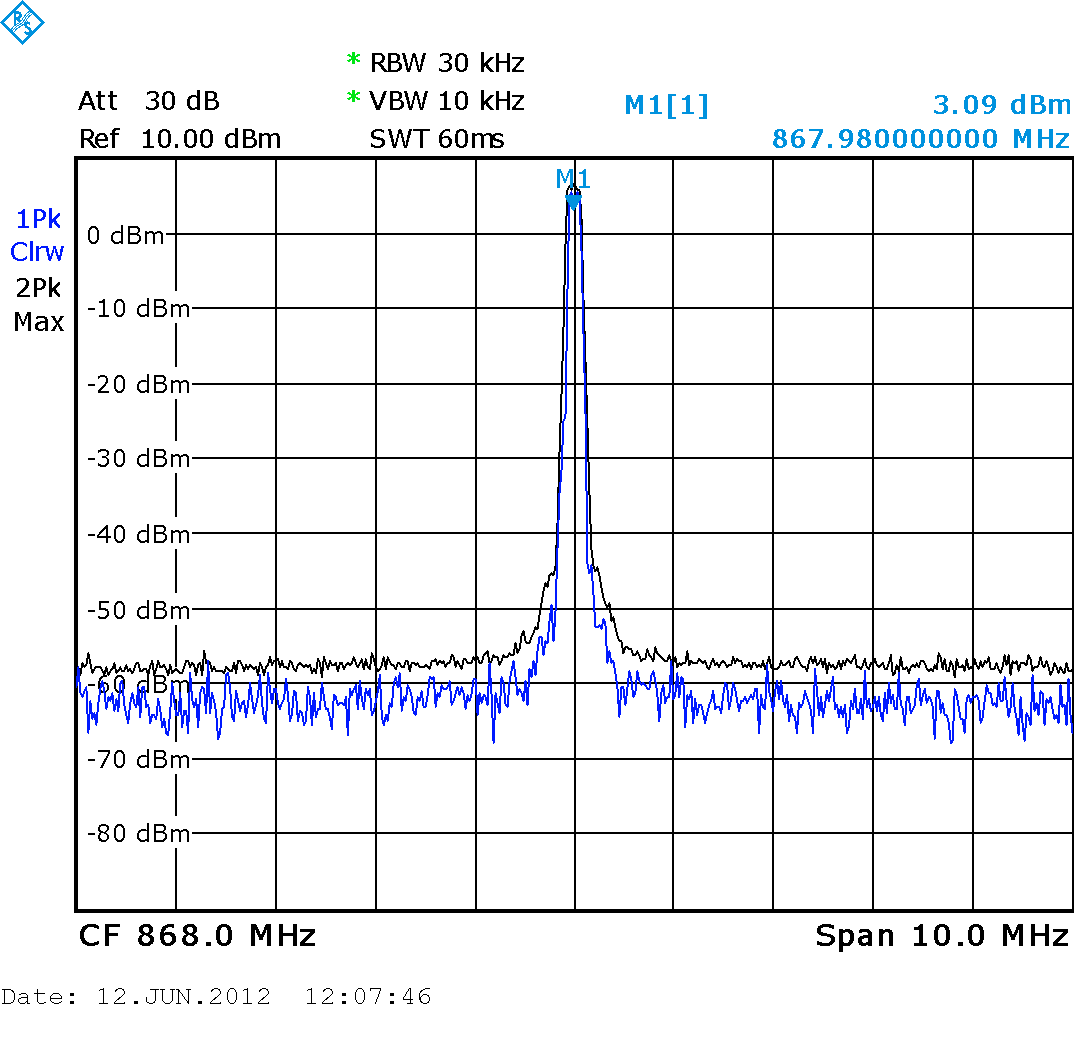 R S
* RBW 30 kHz
Att 30 dB * VBW 10 kHz M1[1] 3.09 dBm
Ref 10.00 dBm SWT 60ms 867.980000000 MHz
M1
1Pk
Clrw
2Pk
Max
0 dBm
-10 dBm
-20 dBm
-30 dBm
-40 dBm
-50 dBm
-60 dBm
-70 dBm
-80 dBm
CF 868.0 MHz Span 10.0 MHz
Date: 12.JUN.2012 12:07:46